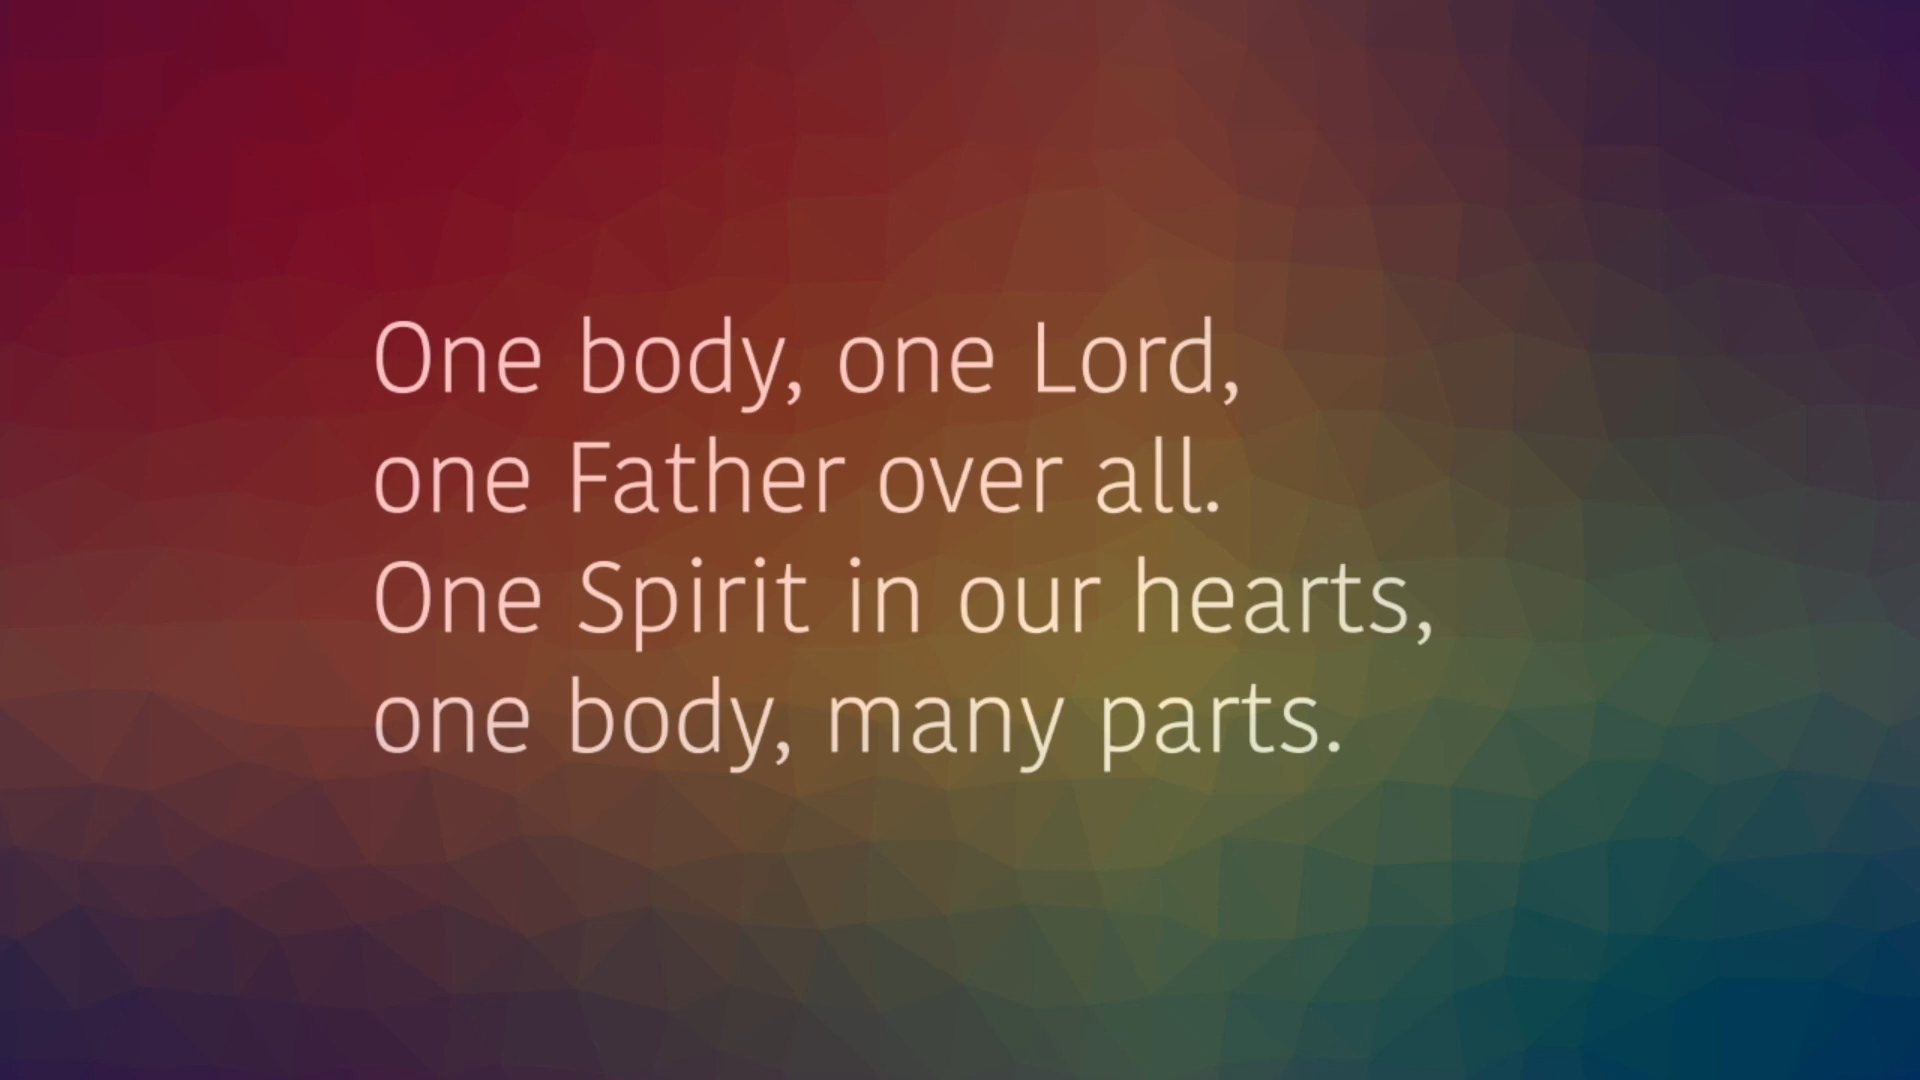 One body, one Lord,
one Father over all.
One Spirit in our hearts,
one body, many parts.